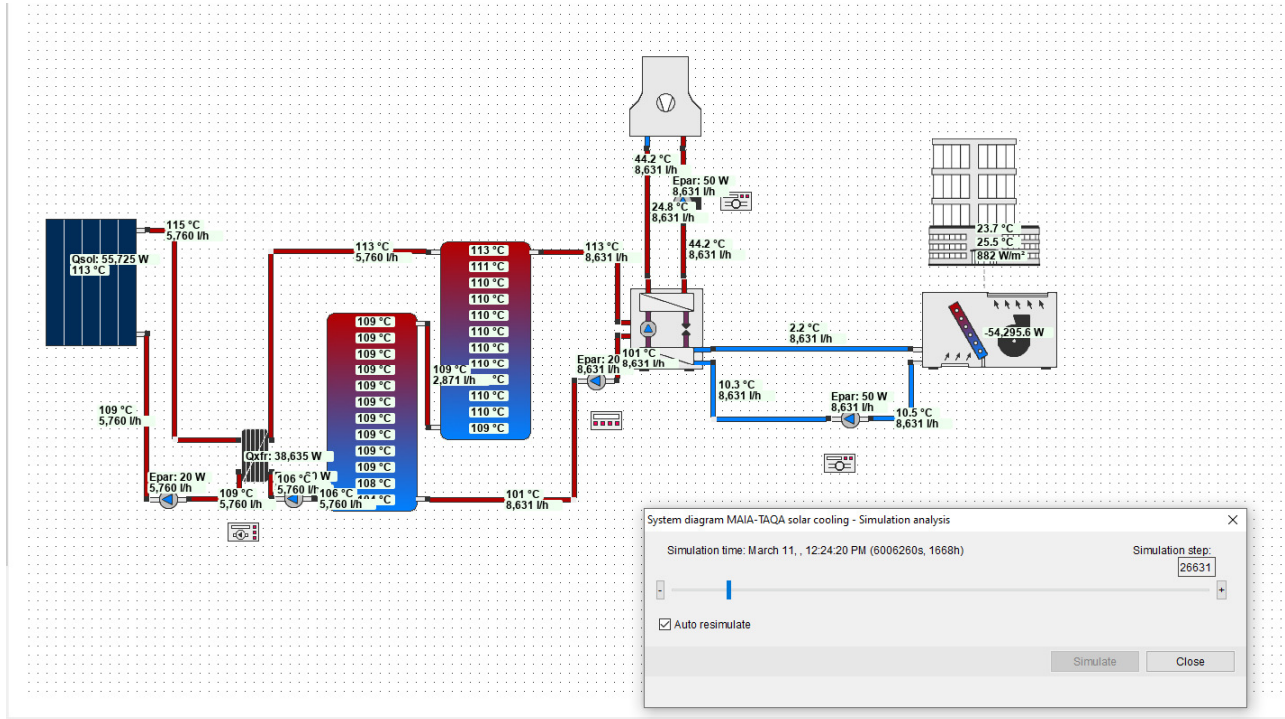 44.2 °C
8,631 l/h
Epar: 50 W
8,631 l/h
24.8 °C
8,631 l/h
44.2 °C
8,631 l/h
23.7 °C
25.5 °C
882 W/m²
115 °C
5,760 l/h
Qsol: 55,725 W
113 °C
113 °C
5,760 l/h
113 °C
111 °C
110 °C
110 °C
110 °C
110 °C
110 °C
110 °C
°C
110 °C
110 °C
109 °C
113 °C
8,631 l/h
109 °C
109 °C
109 °C
109 °C
109 °C
109 °C
109 °C
109 °C
109 °C
109 °C
108 °C
°C
109 °C
2,871 l/h
Epar: 20
8,631 l/h
101 °C
8,631 l/h
2.2 °C
8,631 l/h
-54,295.6 W
10.3 °C
8,631 l/h
Epar: 50 W
8,631 l/h
10.5 °C
8,631 l/h
109 °C
5,760 l/h
Qxfr: 38,635 W
Epar: 20 W
5,760 l/h
109 °C
5,760 l/h
106 °C
5,760 l/h
W
106 °C
5,760 l/h
101 °C
8,631 l/h
System diagram MAIA-TAQA solar cooling - Simulation analysis
Simulation time: March 11, , 12:24:20 PM (6006260s, 1668h)
Simulation step:
26631
-
+
Auto resimulate
Simulate
Close